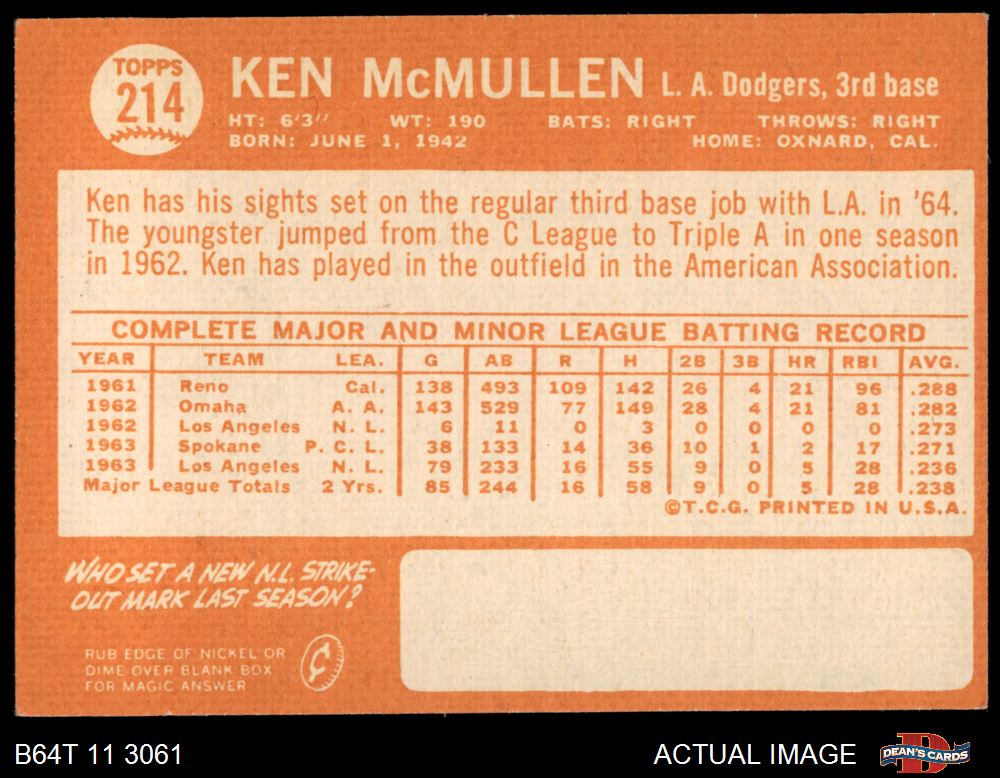 TOPPS
214
KEN McMULLEN L. A. Dodgers, 3rd base
HT: 6'3" WT: 190 BATS: RIGHT THROWS: RIGHT
BORN: JUNE 1, 1942 HOME: OXNARD, CAL.
Ken has his sights set on the regular third base job with L.A. in '64.
The youngster jumped from the C League to Triple A in one season
in 1962. Ken has played in the outfield in the American Association.
COMPLETE MAJOR AND MINOR LEAGUE BATTING RECORD
YEAR TEAM LEA. G AB R H 2B 3B HR RBI AVG.
1961 Reno Cal. 138 493 109 142 26 4 21 96 .288
1962 Omaha A. A. 143 529 77 149 28 4 21 81 .282
1962 Los Angeles N. L. 6 11 0 3 0 0 0 0 .273
1963 Spokane P. C. L. 38 133 14 36 10 1 2 17 .271
1963 Los Angeles N. L. 79 233 16 55 9 0 5 28 .236
Major League Totals 2 Yrs. 85 244 16 58 9 0 5 28 .238
©T.C.G. PRINTED IN U.S.A.
WHO SET A NEW N.L. STRIKE-
OUT MARK LAST SEASON?
RUB EDGE OF NICKEL OR
DIME OVER BLANK BOX
FOR MAGIC ANSWER
¢
B64T 11 3061 ACTUAL IMAGE DEAN'S CARDS